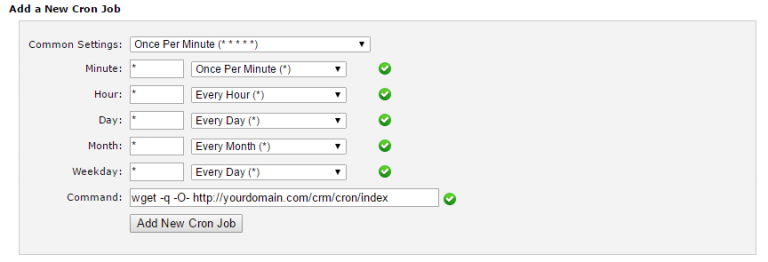 Add a New Cron Job
Common Settings: Once Per Minute (* * * * *)
Minute: * Once Per Minute (*)
Hour: * Every Hour (*)
Day: * Every Day (*)
Month: * Every Month (*)
Weekday: * Every Day (*)
Command: wget -q -O- http://yourdomain.com/crm/cron/index
Add New Cron Job